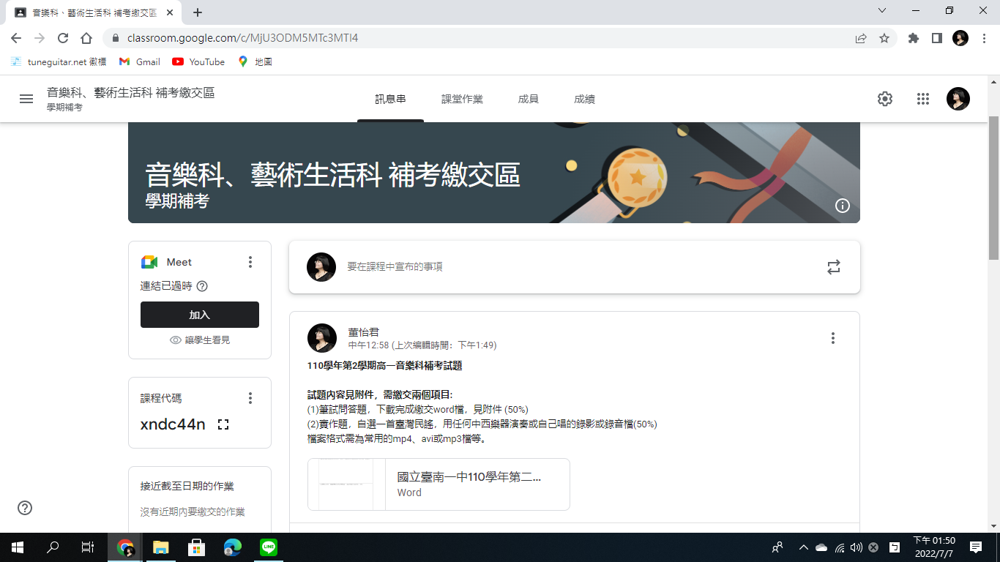 音樂科、藝術生活科 補考繳交區
classroom.google.com/c/MjU3ODM5MTc3MTI4
tuneguitar.net 徽標
Gmail
YouTube
地圖
音樂科、藝術生活科 補考繳交區
學期補考
訊息串
課堂作業
成員
成績
音樂科、藝術生活科 補考繳交區
學期補考
Meet
連結已過時
加入
讓學生看見
課程代碼
xndc44n
接近截至日期的作業
沒有近期內要繳交的作業
要在課程中宣布的事項
董怡君
中午12:58 (上次編輯時間：下午1:49)
110學年第2學期高一音樂科補考試題
試題內容見附件，需繳交兩個項目:
(1)筆試問答題，下載完成繳交word檔，見附件 (50%)
(2)實作題，自選一首臺灣民謠，用任何中西樂器演奏或自己唱的錄影或錄音檔(50%)
檔案格式需為常用的mp4、avi或mp3檔等。
國立臺南一中110學年第二...
Word
LINE
下午 01:50
2022/7/7